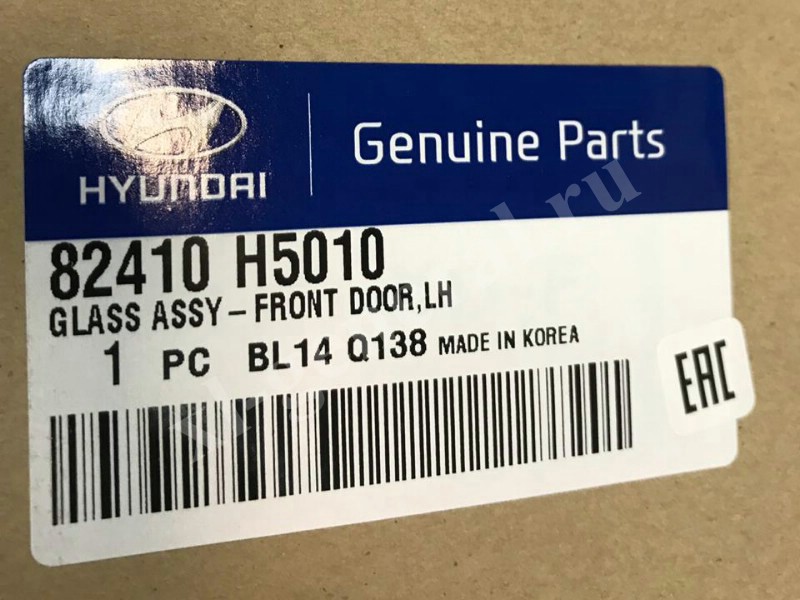 HYUNDAI
Genuine Parts
82410 H5010
GLASS ASSY-FRONT DOOR,LH
1 PC BL14 Q138 MADE IN KOREA
EAC